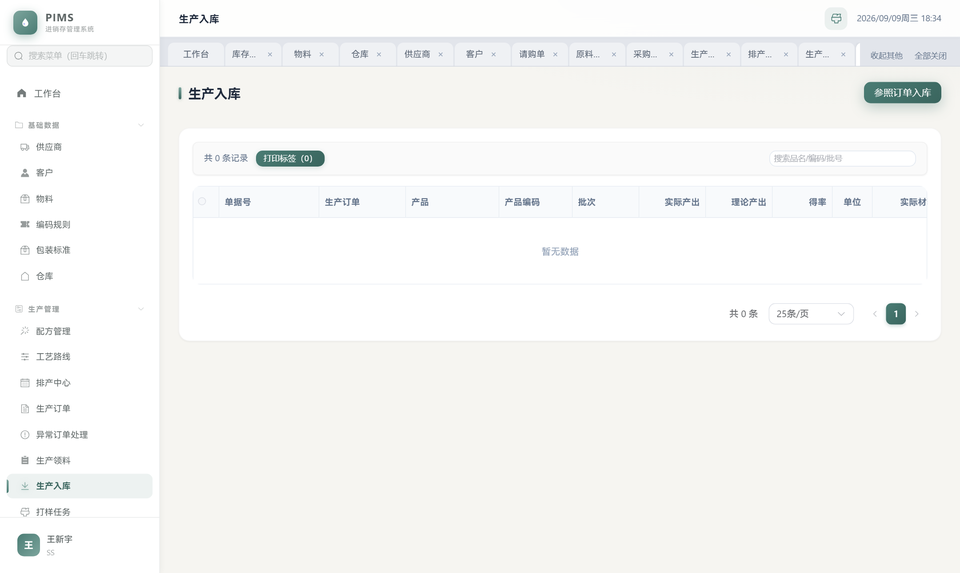 PIMS
进销存管理系统
搜索菜单（回车跳转）
工作台
基础数据
供应商
客户
物料
编码规则
包装标准
仓库
生产管理
配方管理
工艺路线
排产中心
生产订单
异常订单处理
生产领料
生产入库
打样任务
王
王新宇
SS
生产入库
2026/09/09周三 18:34
工作台
库存... ×
物料 ×
仓库 ×
供应商 ×
客户 ×
请购单 ×
原料... ×
采购... ×
生产... ×
排产... ×
生产... ×
收起其他
全部关闭
生产入库
参照订单入库
共 0 条记录
打印标签（0）
搜索品名/编码/批号
单据号 生产订单 产品 产品编码 批次 实际产出 理论产出 得率 单位 实际材
暂无数据
共 0 条
25条/页
1